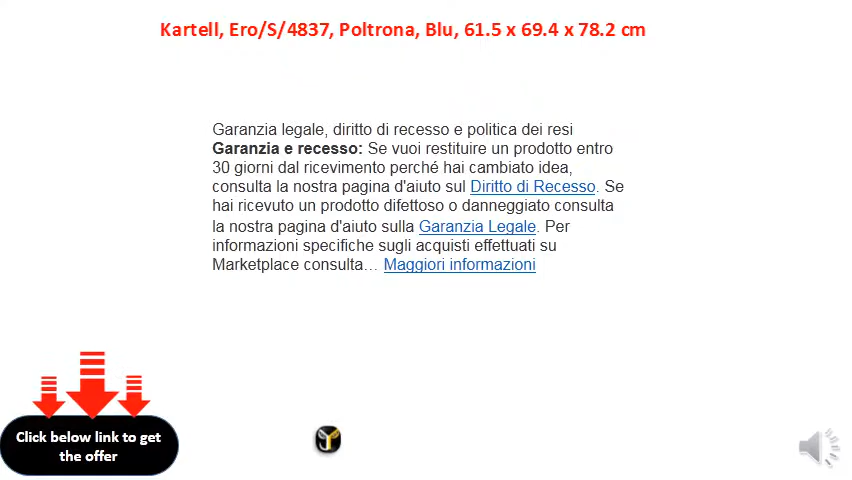 Kartell, Ero/S/4837, Poltrona, Blu, 61.5 x 69.4 x 78.2 cm
Garanzia legale, diritto di recesso e politica dei resi
Garanzia e recesso: Se vuoi restituire un prodotto entro
30 giorni dal ricevimento perché hai cambiato idea,
consulta la nostra pagina d'aiuto sul Diritto di Recesso. Se
hai ricevuto un prodotto difettoso o danneggiato consulta
la nostra pagina d'aiuto sulla Garanzia Legale. Per
informazioni specifiche sugli acquisti effettuati su
Marketplace consulta… Maggiori informazioni
Click below link to get
the offer